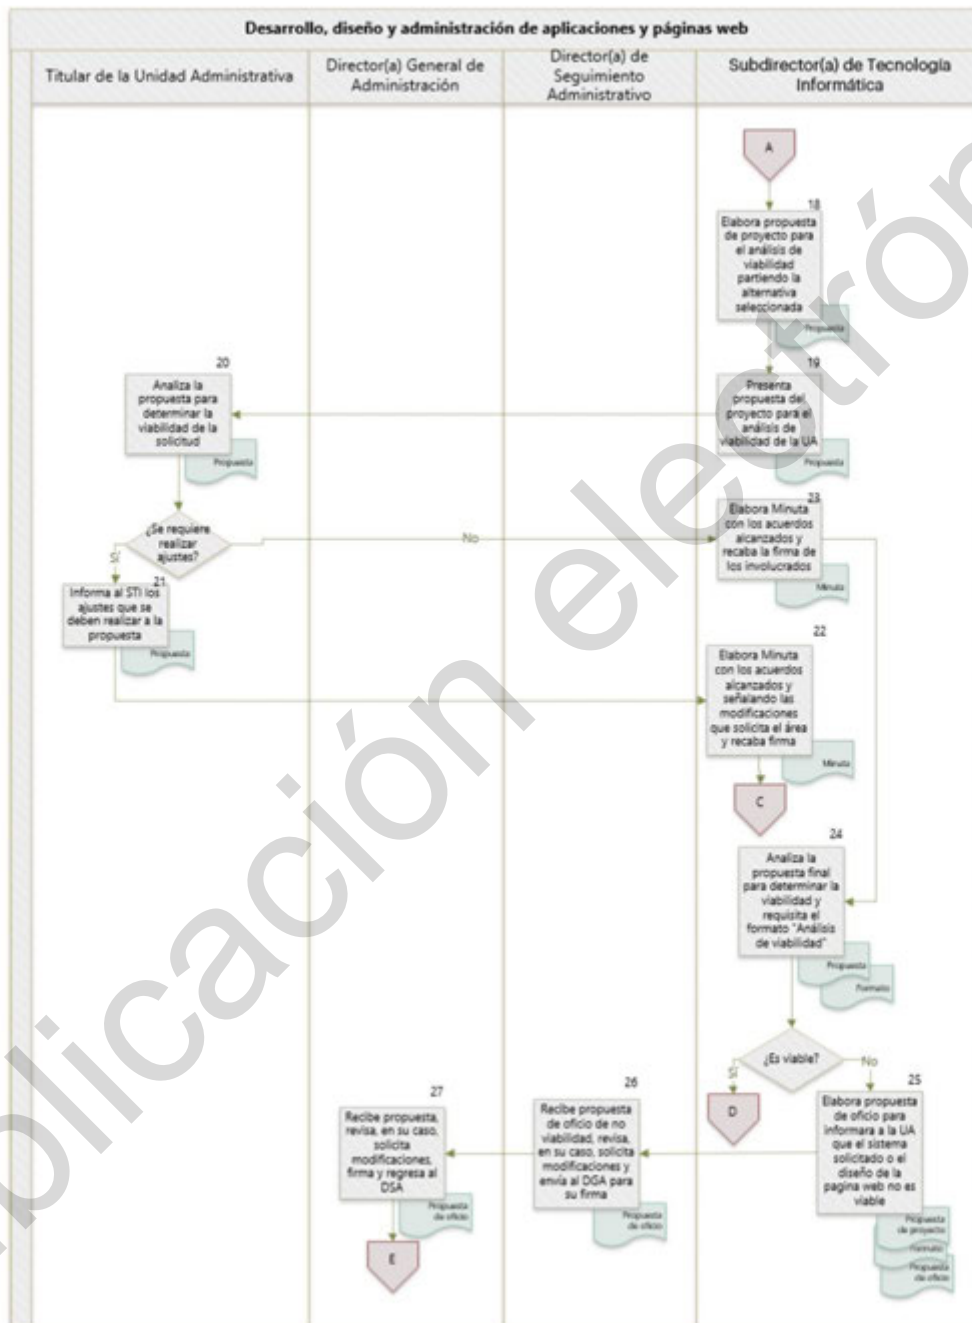 Desarrollo, diseño y administración de aplicaciones y páginas web
Titular de la Unidad Administrativa
Director(a) General de
Administración
Director(a) de
Seguimiento
Administrativo
Subdirector(a) de Tecnología
Informática
A
18
Elabora propuesta
de proyecto para
el análisis de
viabilidad
partiendo la
alternativa
seleccionada
Propuesta
19
Presenta
propuesta del
proyecto para el
análisis de
viabilidad de la UA
Propuesta
20
Analiza la
propuesta para
determinar la
viabilidad de la
solicitud
Propuesta
¿Se requiere
realizar
ajustes?
Sí
No
21
Informa al STI los
ajustes que se
deben realizar a la
propuesta
Propuesta
23
Elabora Minuta
con los acuerdos
alcanzados y
recaba la firma de
los involucrados
Minuta
22
Elabora Minuta
con los acuerdos
alcanzados y
señalando las
modificaciones
que solicita el área
y recaba firma
Minuta
C
24
Analiza la
propuesta final
para determinar la
viabilidad y
requisita el
formato "Análisis
de viabilidad"
Propuesta
Formato
¿Es viable?
Sí
No
D
25
Elabora propuesta
de oficio para
informara a la UA
que el sistema
solicitado o el
diseño de la
pagina web no es
viable
Propuesta
de proyecto
Formato
Propuesta
de oficio
26
Recibe propuesta
de oficio de no
viabilidad, revisa,
en su caso, solicita
modificaciones y
envía al DGA para
su firma
Propuesta
de oficio
27
Recibe propuesta,
revisa, en su caso,
solicita
modificaciones,
firma y regresa al
DSA
Propuesta
de oficio
E
plicación electrón